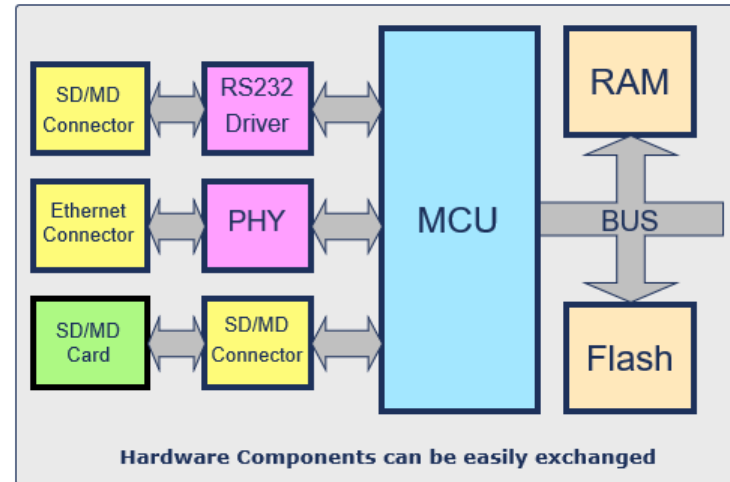 SD/MD
Connector
RS232
Driver
MCU
RAM
Ethernet
Connector
PHY
BUS
SD/MD
Card
SD/MD
Connector
Flash
Hardware Components can be easily exchanged